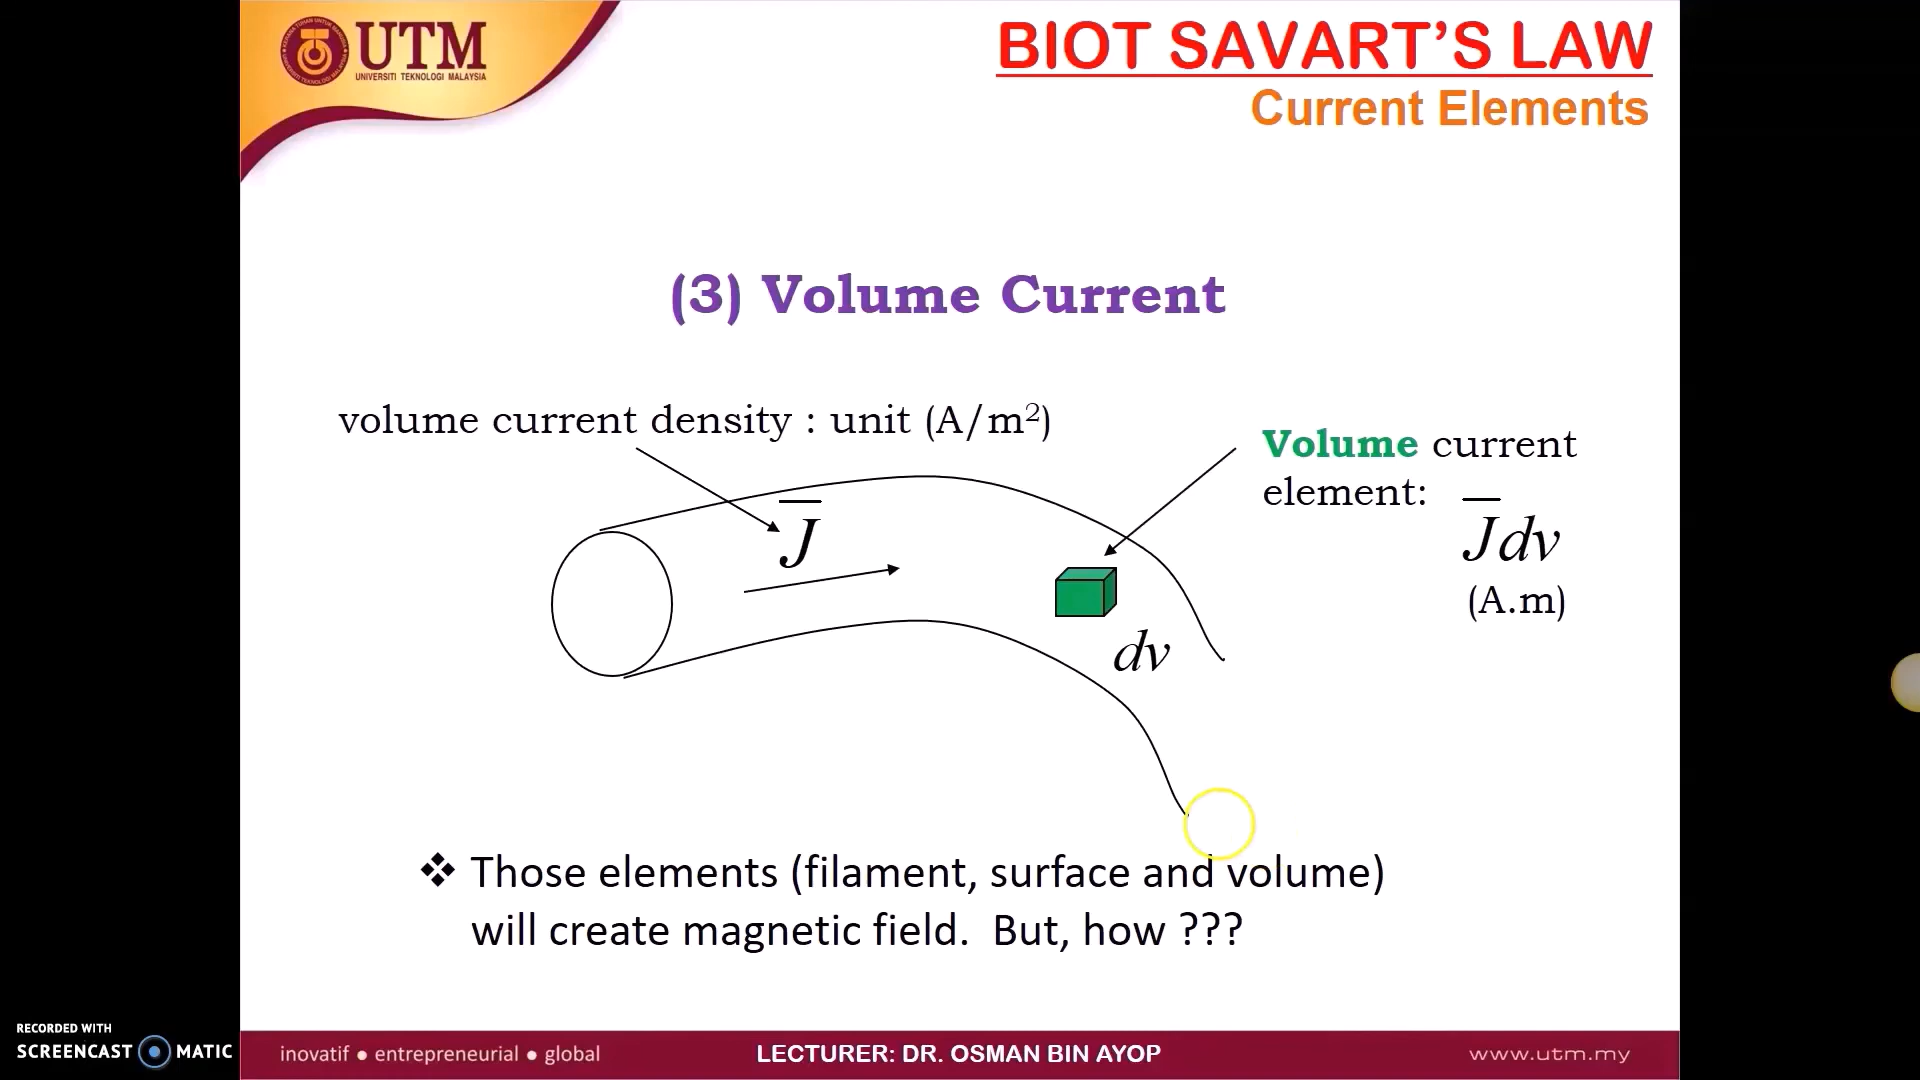 UTM
UNIVERSITI TEKNOLOGI MALAYSIA
BIOT SAVART’S LAW
Current Elements
(3) Volume Current
volume current density : unit (A/m²)
Volume current
element:
J̅dv
(A.m)
J̅
dv
❖ Those elements (filament, surface and volume)
will create magnetic field. But, how ???
RECORDED WITH
SCREENCAST MATIC
inovatif ● entrepreneurial ● global
LECTURER: DR. OSMAN BIN AYOP
www.utm.my